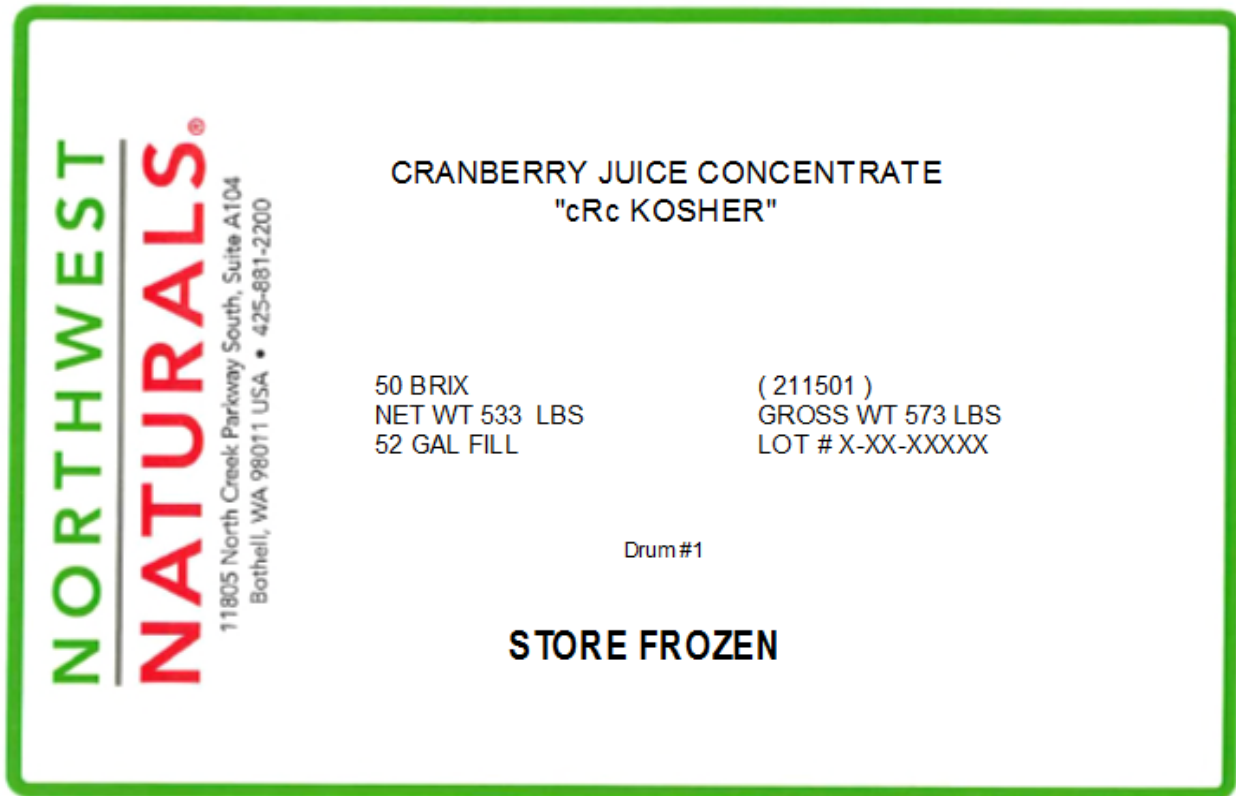 NORTHWEST
NATURALS®
11805 North Creek Parkway South, Suite A104
Bothell, WA 98011 USA • 425-881-2200
CRANBERRY JUICE CONCENTRATE
"cRc KOSHER"
50 BRIX ( 211501 )
NET WT 533 LBS GROSS WT 573 LBS
52 GAL FILL LOT # X-XX-XXXXX
Drum #1
STORE FROZEN